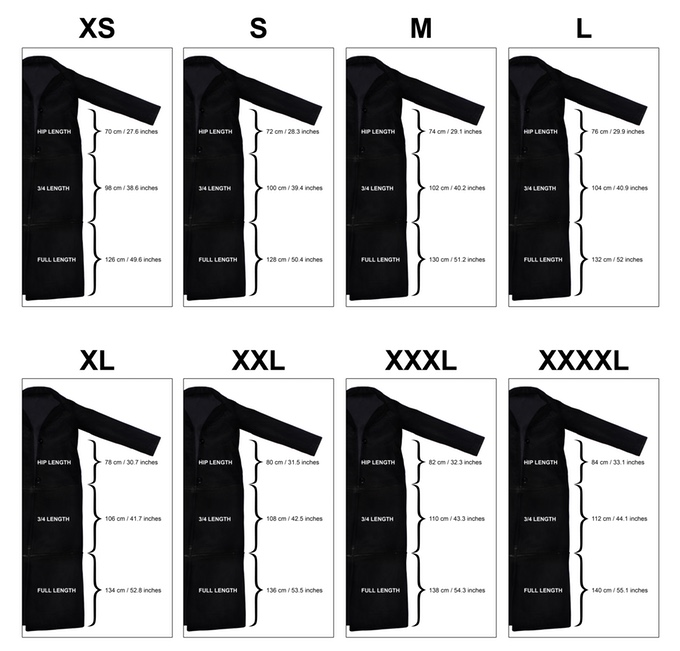 XS
HIP LENGTH 70 cm / 27.6 inches
3/4 LENGTH 98 cm / 38.6 inches
FULL LENGTH 126 cm / 49.6 inches
S
HIP LENGTH 72 cm / 28.3 inches
3/4 LENGTH 100 cm / 39.4 inches
FULL LENGTH 128 cm / 50.4 inches
M
HIP LENGTH 74 cm / 29.1 inches
3/4 LENGTH 102 cm / 40.2 inches
FULL LENGTH 130 cm / 51.2 inches
L
HIP LENGTH 76 cm / 29.9 inches
3/4 LENGTH 104 cm / 40.9 inches
FULL LENGTH 132 cm / 52 inches
XL
HIP LENGTH 78 cm / 30.7 inches
3/4 LENGTH 106 cm / 41.7 inches
FULL LENGTH 134 cm / 52.8 inches
XXL
HIP LENGTH 80 cm / 31.5 inches
3/4 LENGTH 108 cm / 42.5 inches
FULL LENGTH 136 cm / 53.5 inches
XXXL
HIP LENGTH 82 cm / 32.3 inches
3/4 LENGTH 110 cm / 43.3 inches
FULL LENGTH 138 cm / 54.3 inches
XXXXL
HIP LENGTH 84 cm / 33.1 inches
3/4 LENGTH 112 cm / 44.1 inches
FULL LENGTH 140 cm / 55.1 inches